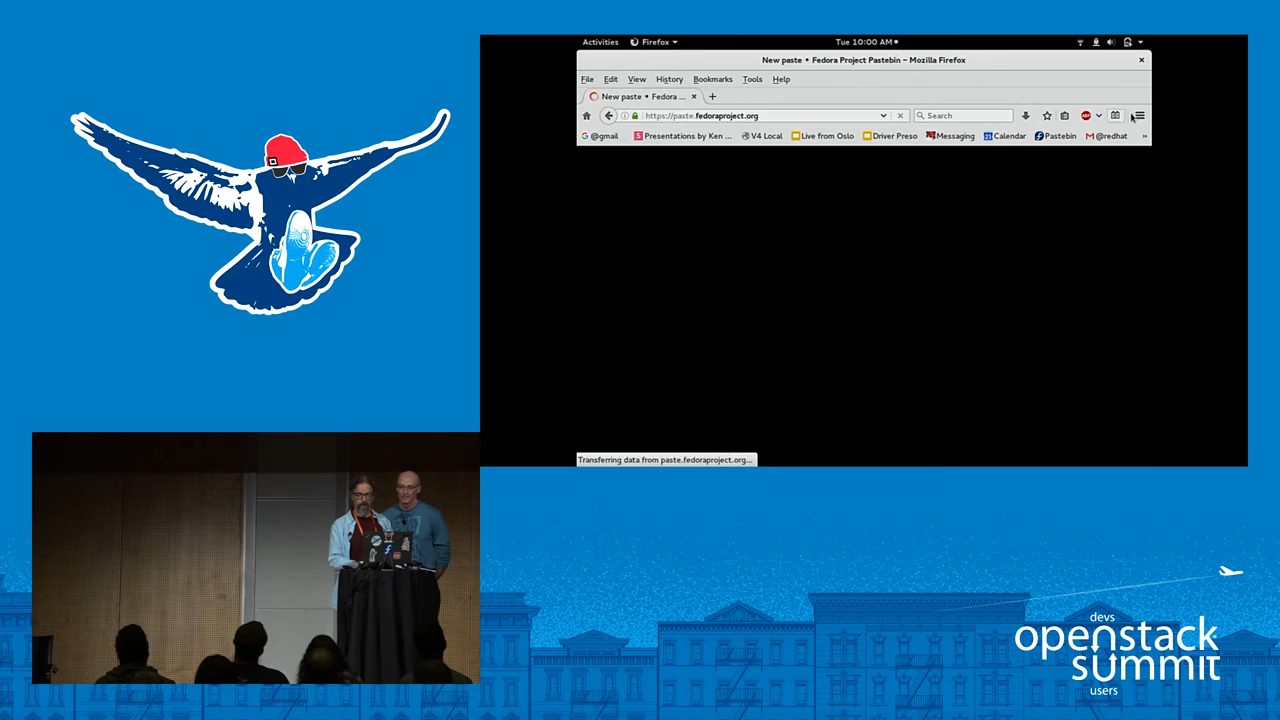 Activities Firefox Tue 10:00 AM
New paste • Fedora Project Pastebin – Mozilla Firefox
File Edit View History Bookmarks Tools Help
New paste • Fedora ...
https://paste.fedoraproject.org Search
@gmail Presentations by Ken ... V4 Local Live from Oslo Driver Preso Messaging Calendar Pastebin @redhat
Transferring data from paste.fedoraproject.org...
devs
openstack
summit
users